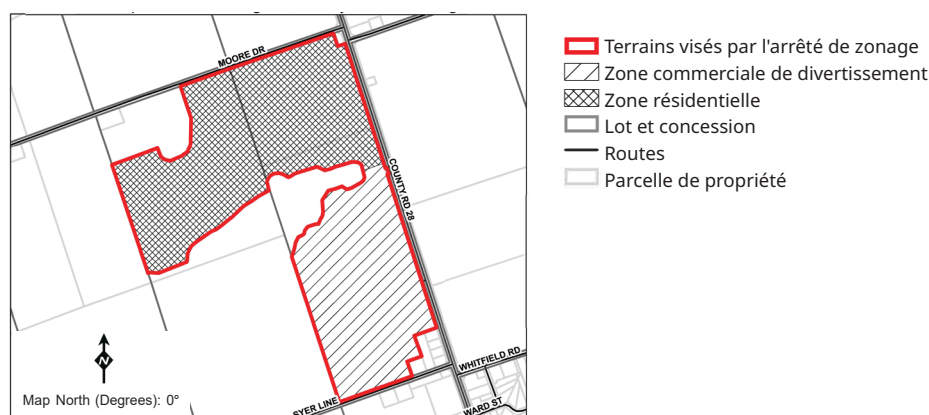 MOORE DR
COUNTY RD 28
WHITFIELD RD
WARD ST
SYER LINE
N
Map North (Degrees): 0°
Terrains visés par l'arrêté de zonage
Zone commerciale de divertissement
Zone résidentielle
Lot et concession
Routes
Parcelle de propriété